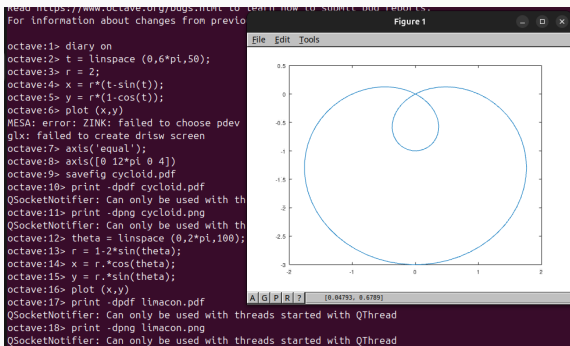 Read https://www.octave.org/bugs.html to learn how to submit bug reports.
For information about changes from previo
octave:1> diary on
octave:2> t = linspace (0,6*pi,50);
octave:3> r = 2;
octave:4> x = r*(t-sin(t));
octave:5> y = r*(1-cos(t));
octave:6> plot (x,y)
MESA: error: ZINK: failed to choose pdev
glx: failed to create drisw screen
octave:7> axis('equal');
octave:8> axis([0 12*pi 0 4])
octave:9> savefig cycloid.pdf
octave:10> print -dpdf cycloid.pdf
QSocketNotifier: Can only be used with th
octave:11> print -dpng cycloid.png
QSocketNotifier: Can only be used with th
octave:12> theta = linspace (0,2*pi,100);
octave:13> r = 1-2*sin(theta);
octave:14> x = r.*cos(theta);
octave:15> y = r.*sin(theta);
octave:16> plot (x,y)
octave:17> print -dpdf limacon.pdf
QSocketNotifier: Can only be used with threads started with QThread
octave:18> print -dpng limacon.png
QSocketNotifier: Can only be used with threads started with QThread
Figure 1
File Edit Tools
0.5
0
-0.5
-1
-1.5
-2
-2.5
-3
-2 -1 0 1 2
A G P R ? [0.04793, 0.6789]